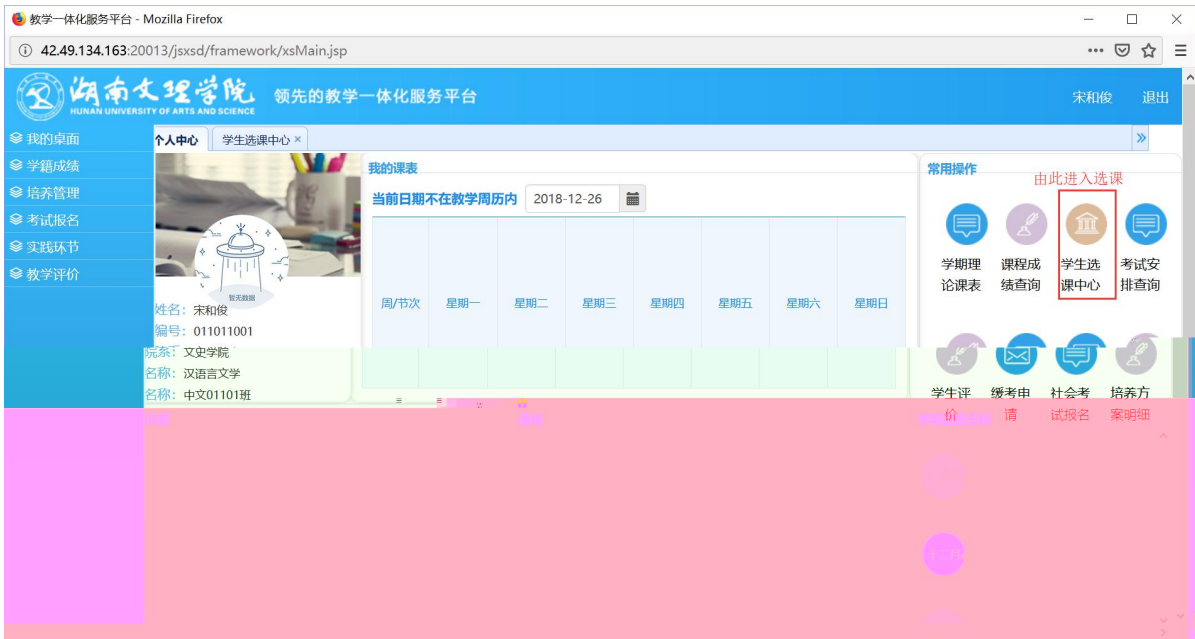 教学一体化服务平台 - Mozilla Firefox
42.49.134.163:20013/jsxsd/framework/xsMain.jsp
湖南文理学院 领先的教学一体化服务平台 宋和俊 退出
HUNAN UNIVERSITY OF ARTS AND SCIENCE
我的桌面
学籍成绩
培养管理
考试报名
实践环节
教学评价
个人中心 学生选课中心 ×
暂无数据
姓名：宋和俊
编号：011011001
院系：文史学院
名称：汉语言文学
名称：中文01101班
我的课表
当前日期不在教学周历内 2018-12-26
周/节次 星期一 星期二 星期三 星期四 星期五 星期六 星期日
常用操作
由此进入选课
学期理 课程成 学生选 考试安
论课表 绩查询 课中心 排查询
学生评 缓考申 社会考 培养方
价 请 试报名 案明细